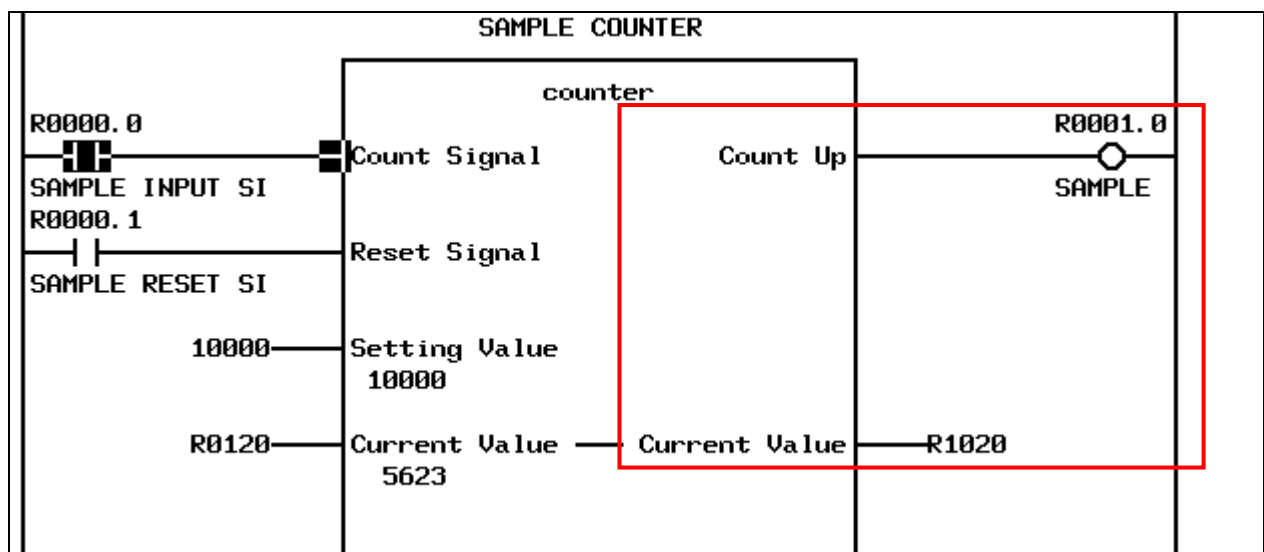 SAMPLE COUNTER
counter
R0000.0
R0001.0
Count Signal
Count Up
SAMPLE INPUT SI
SAMPLE
R0000.1
Reset Signal
SAMPLE RESET SI
10000
Setting Value
10000
R0120
Current Value
Current Value
R1020
5623